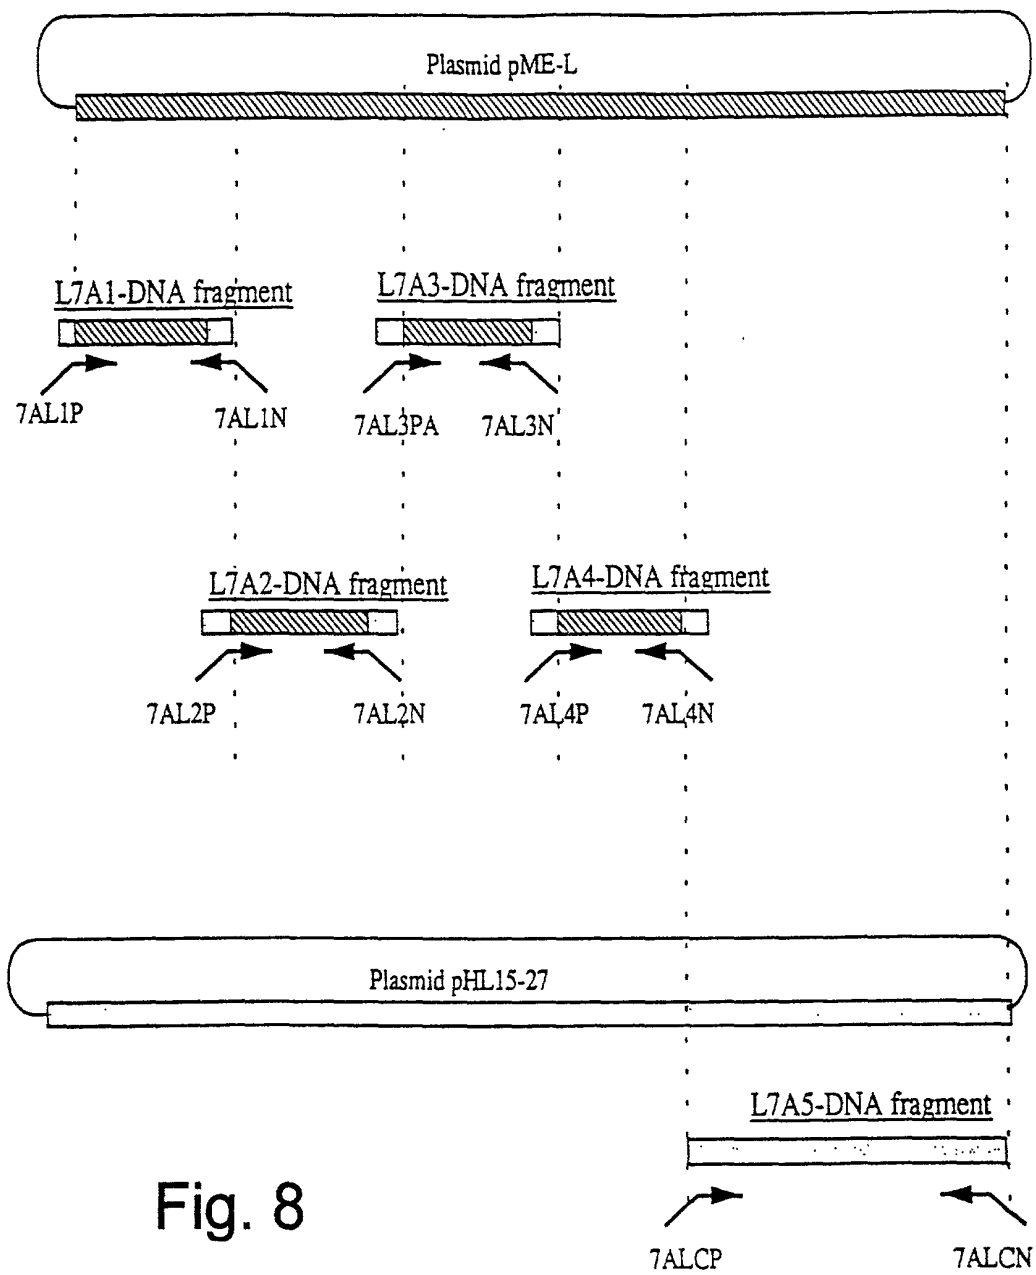 Plasmid pME-L
L7A1-DNA fragment
L7A3-DNA fragment
7AL1P
7AL1N
7AL3PA
7AL3N
L7A2-DNA fragment
L7A4-DNA fragment
7AL2P
7AL2N
7AL4P
7AL4N
Plasmid pHL15-27
L7A5-DNA fragment
Fig. 8
7ALCP
7ALCN